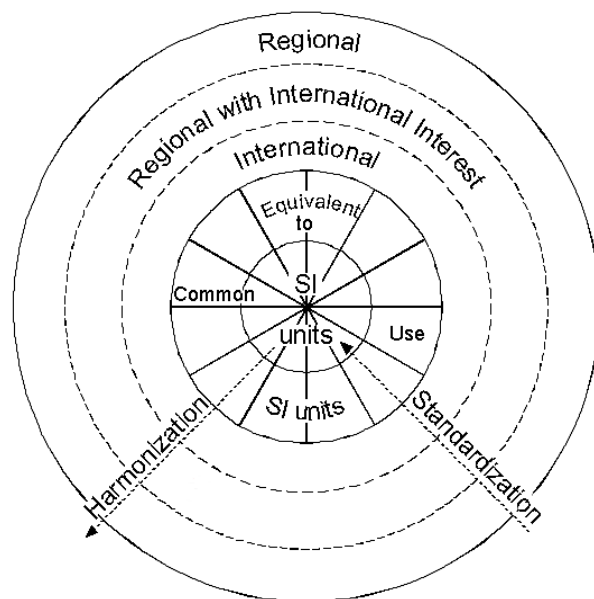 Regional
Regional with International Interest
International
Equivalent
to
SI
Common
units
Use
SI units
Harmonization
Standardization